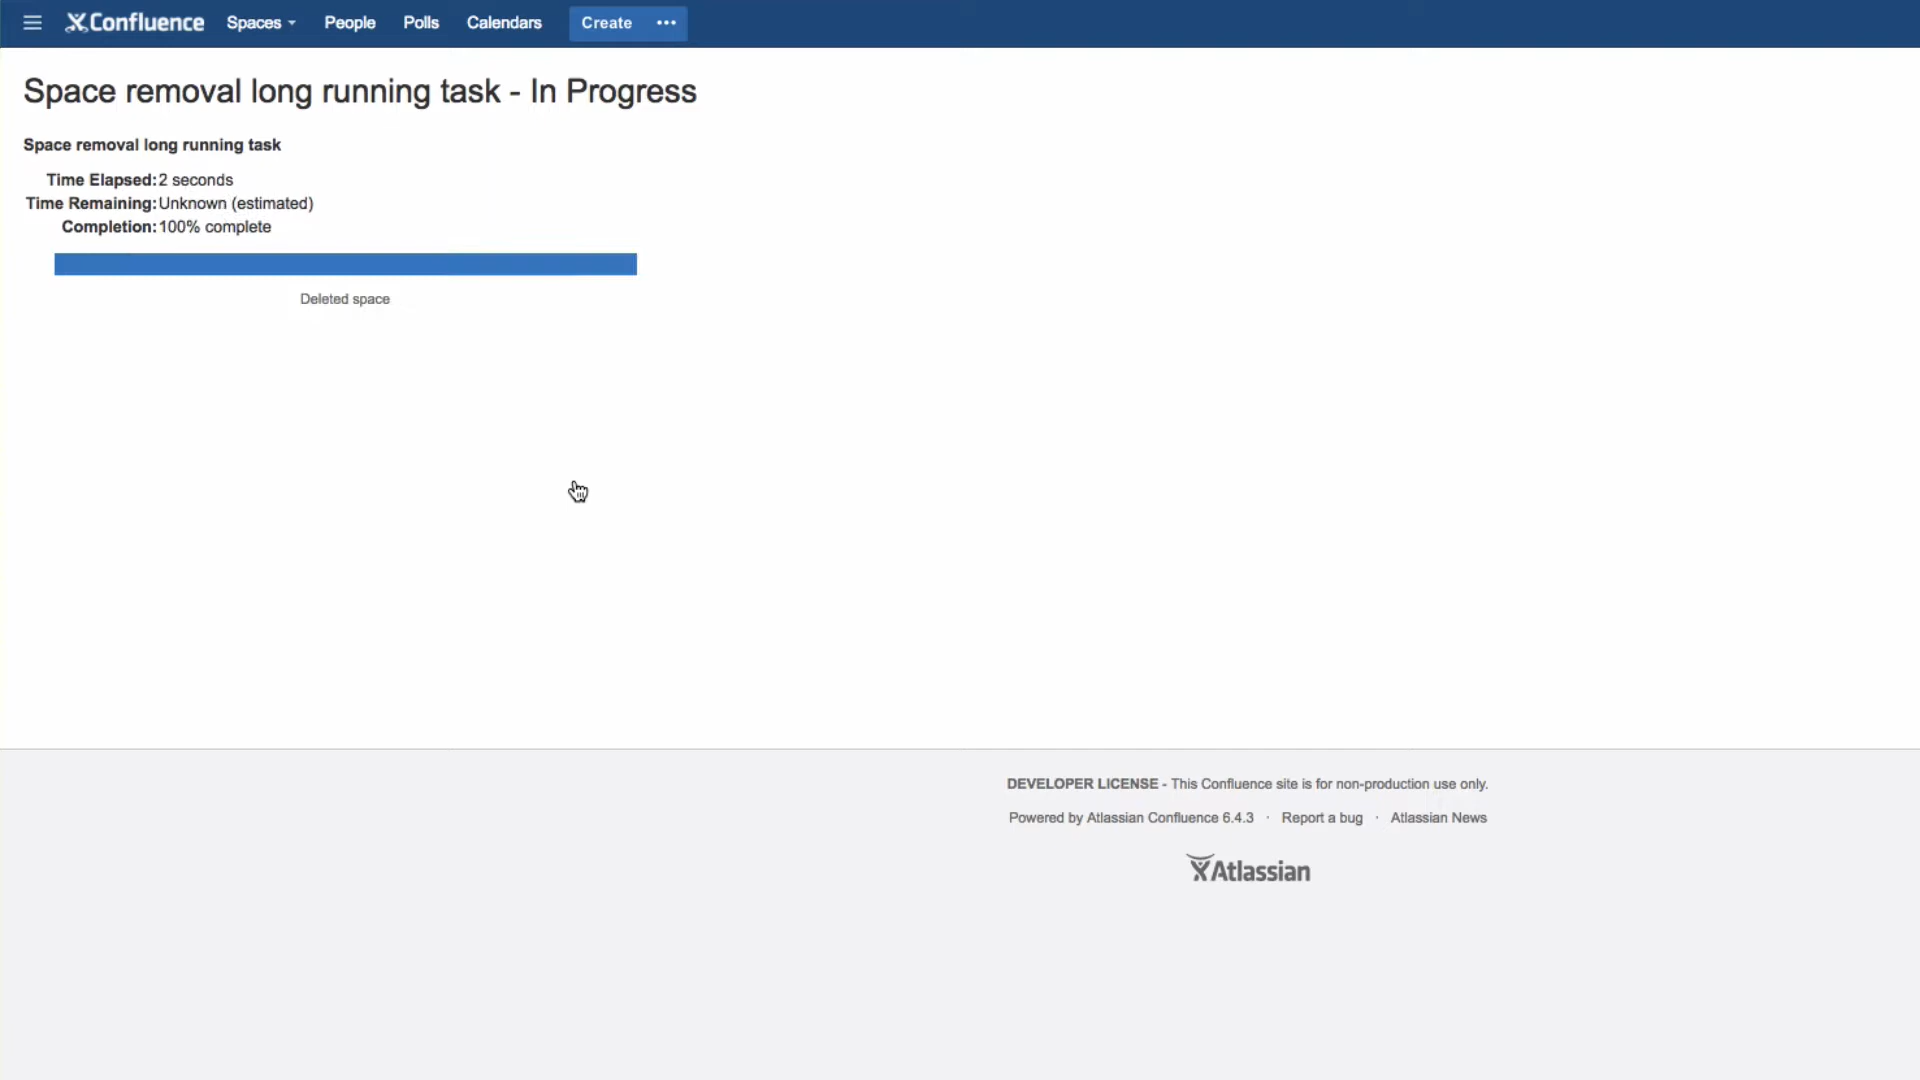 Confluence Spaces People Polls Calendars Create
Space removal long running task - In Progress
Space removal long running task
Time Elapsed: 2 seconds
Time Remaining: Unknown (estimated)
Completion: 100% complete
Deleted space
DEVELOPER LICENSE - This Confluence site is for non-production use only.
Powered by Atlassian Confluence 6.4.3 · Report a bug · Atlassian News
Atlassian